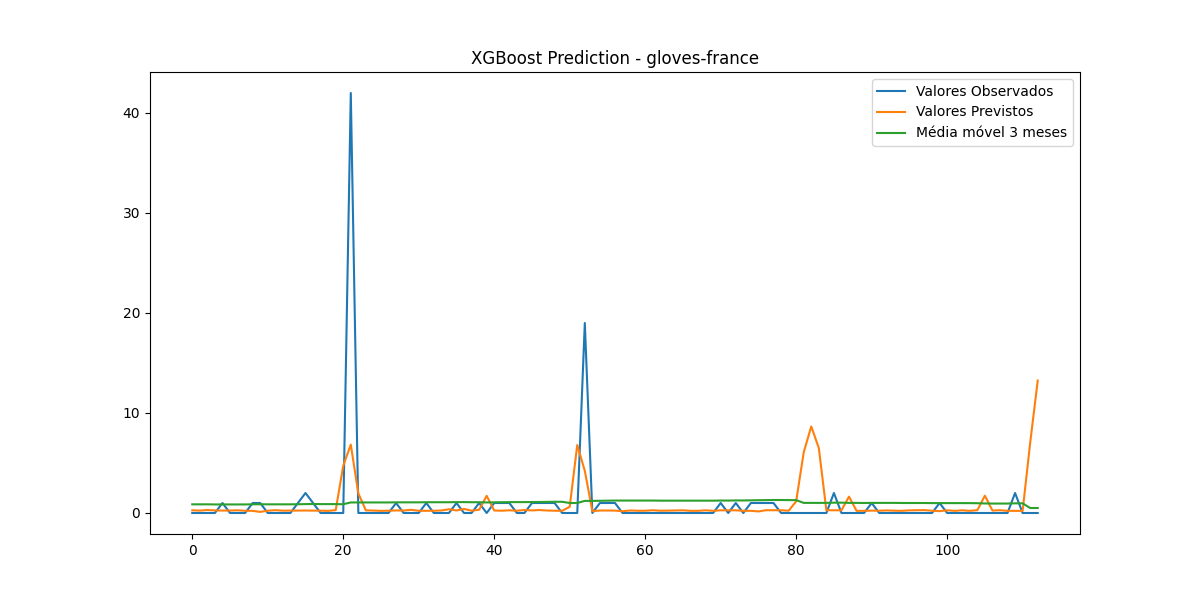 XGBoost Prediction - gloves-france
Valores Observados
Valores Previstos
Média móvel 3 meses
40
30
20
10
0
0 20 40 60 80 100